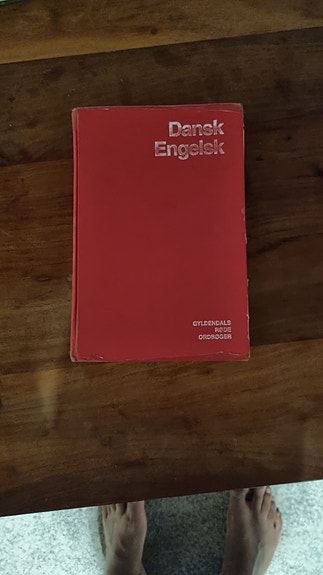 Dansk
Engelsk
GYLDENDALS
RØDE
ORDBØGER